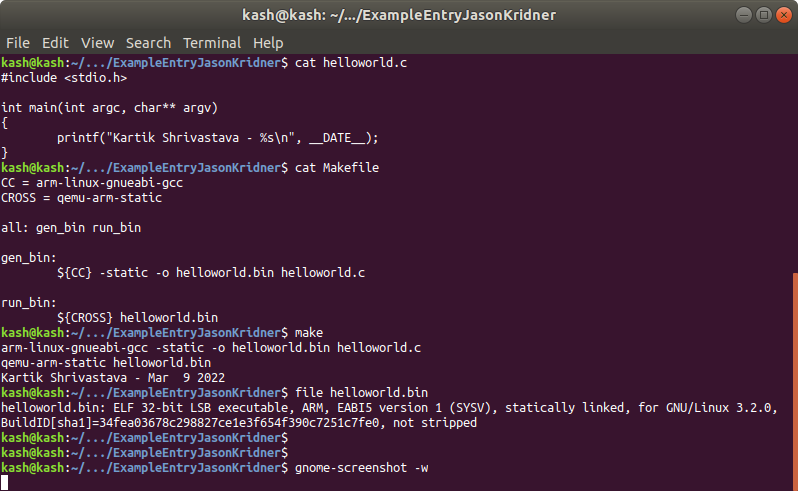 kash@kash: ~/.../ExampleEntryJasonKridner
File Edit View Search Terminal Help
kash@kash:~/.../ExampleEntryJasonKridner$ cat helloworld.c
#include <stdio.h>
int main(int argc, char** argv)
{
        printf("Kartik Shrivastava - %s\n", __DATE__);
}
kash@kash:~/.../ExampleEntryJasonKridner$ cat Makefile
CC = arm-linux-gnueabi-gcc
CROSS = qemu-arm-static
all: gen_bin run_bin
gen_bin:
        ${CC} -static -o helloworld.bin helloworld.c
run_bin:
        ${CROSS} helloworld.bin
kash@kash:~/.../ExampleEntryJasonKridner$ make
arm-linux-gnueabi-gcc -static -o helloworld.bin helloworld.c
qemu-arm-static helloworld.bin
Kartik Shrivastava - Mar  9 2022
kash@kash:~/.../ExampleEntryJasonKridner$ file helloworld.bin
helloworld.bin: ELF 32-bit LSB executable, ARM, EABI5 version 1 (SYSV), statically linked, for GNU/Linux 3.2.0,
BuildID[sha1]=34fea03678c298827ce1e3f654f390c7251c7fe0, not stripped
kash@kash:~/.../ExampleEntryJasonKridner$
kash@kash:~/.../ExampleEntryJasonKridner$
kash@kash:~/.../ExampleEntryJasonKridner$ gnome-screenshot -w